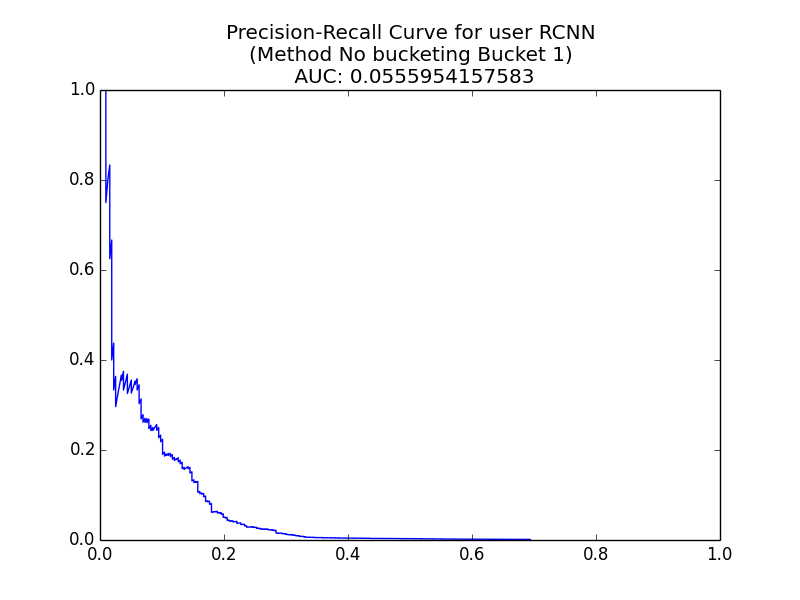 Precision-Recall Curve for user RCNN
(Method No bucketing Bucket 1)
AUC: 0.0555954157583
1.0
0.8
0.6
0.4
0.2
0.0
0.0 0.2 0.4 0.6 0.8 1.0